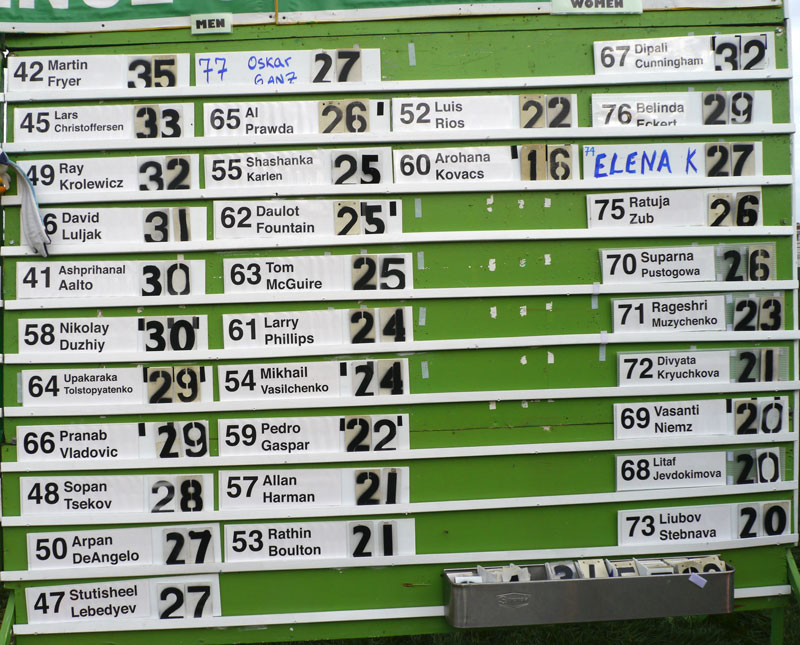 MEN
42 Martin Fryer 35
45 Lars Christoffersen 33
49 Ray Krolewicz 32
6 David Luljak 31
41 Ashprihanal Aalto 30
58 Nikolay Duzhiy 30
64 Upakaraka Tolstopyatenko 29
66 Pranab Vladovic 29
48 Sopan Tsekov 28
50 Arpan DeAngelo 27
47 Stutisheel Lebedyev 27
77 Oskar GANZ 27
65 Al Prawda 26
55 Shashanka Karlen 25
62 Daulot Fountain 25
63 Tom McGuire 25
61 Larry Phillips 24
54 Mikhail Vasilchenko 24
59 Pedro Gaspar 22
57 Allan Harman 21
53 Rathin Boulton 21
52 Luis Rios 22
60 Arohana Kovacs 16
WOMEN
67 Dipali Cunningham 32
76 Belinda Eckert 29
74 ELENA K 27
75 Ratuja Zub 26
70 Suparna Pustogowa 26
71 Rageshri Muzychenko 23
72 Divyata Kryuchkova 21
69 Vasanti Niemz 20
68 Litaf Jevdokimova 20
73 Liubov Stebnava 20